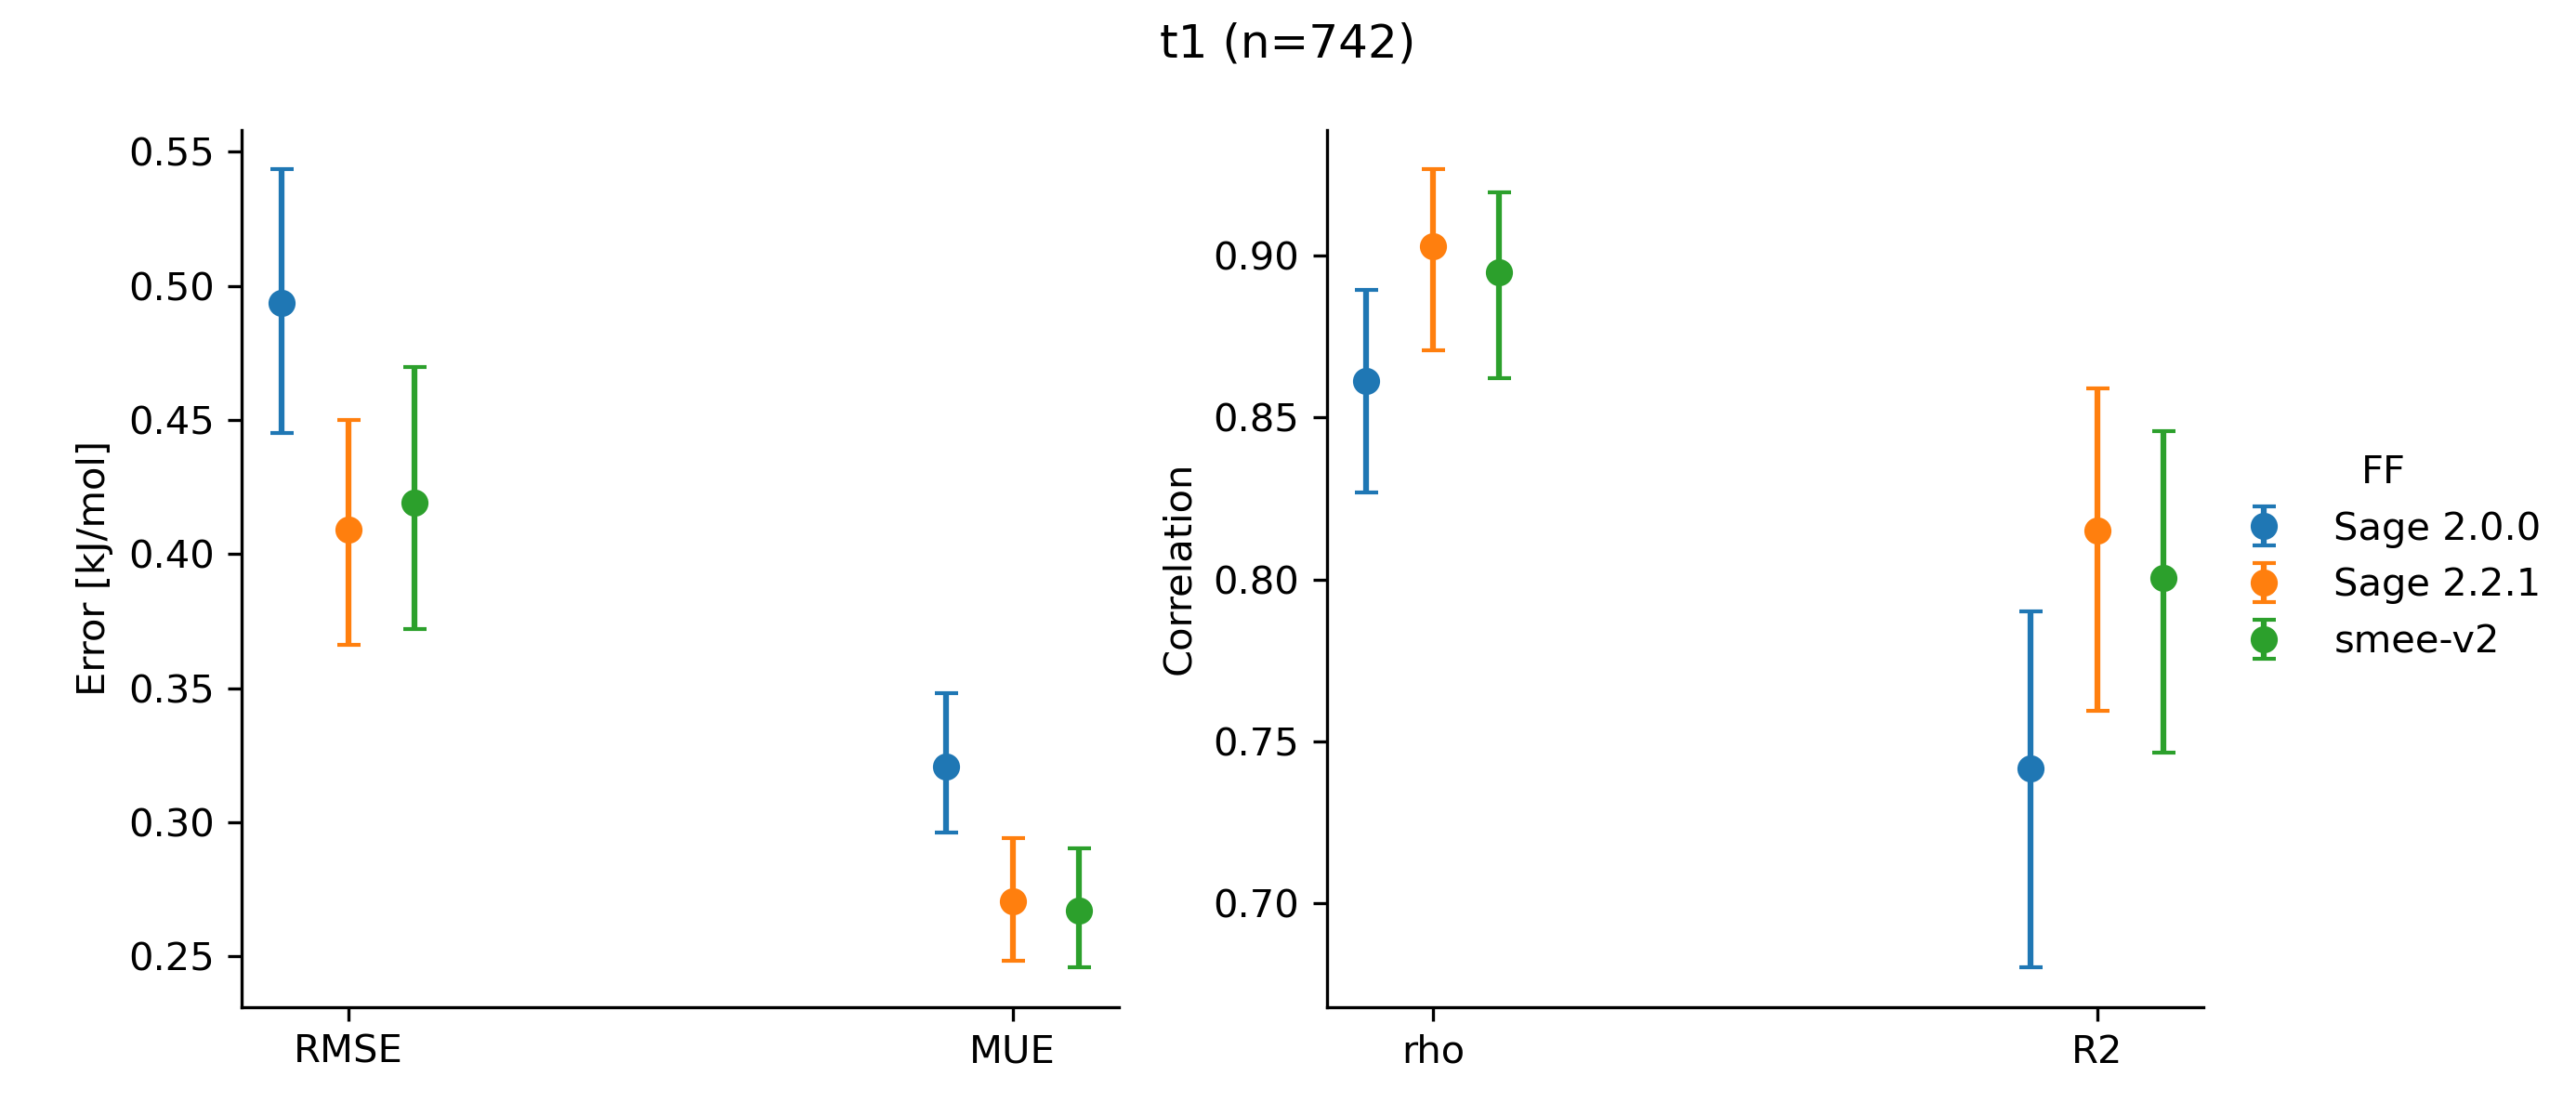 t1 (n=742)
Error [kJ/mol]
0.55
0.50
0.45
0.40
0.35
0.30
0.25
RMSE
MUE
Correlation
0.90
0.85
0.80
0.75
0.70
rho
R2
FF
Sage 2.0.0
Sage 2.2.1
smee-v2